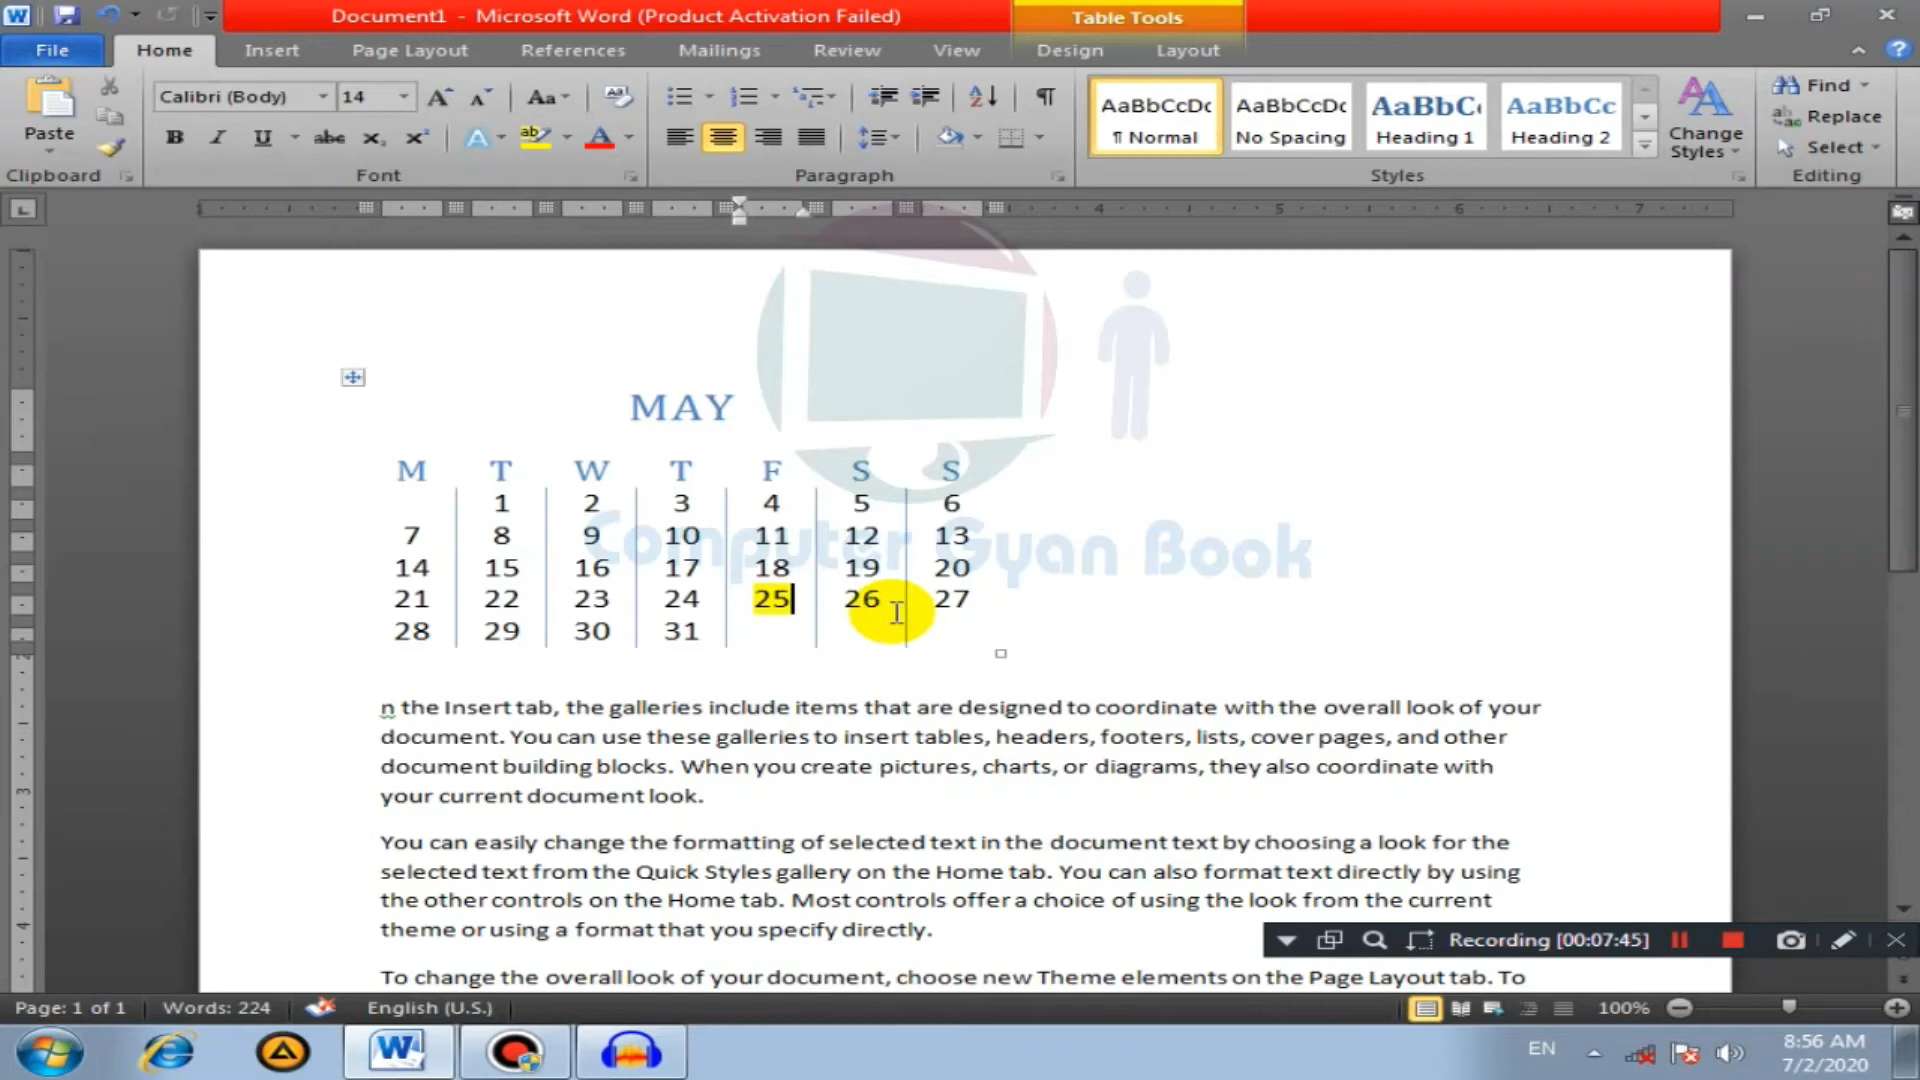 Document1 - Microsoft Word (Product Activation Failed)
Table Tools
File Home Insert Page Layout References Mailings Review View Design Layout
Calibri (Body) 14
Paste
AaBbCcDc AaBbCcDc AaBbC AaBbCc
¶ Normal No Spacing Heading 1 Heading 2
Change Styles
Find
Replace
Select
Clipboard Font Paragraph Styles Editing
4 5 6 7
MAY
M T W T F S S
1 2 3 4 5 6
7 8 9 10 11 12 13
14 15 16 17 18 19 20
21 22 23 24 25 26 27
28 29 30 31
Computer Gyan Book
n the Insert tab, the galleries include items that are designed to coordinate with the overall look of your
document. You can use these galleries to insert tables, headers, footers, lists, cover pages, and other
document building blocks. When you create pictures, charts, or diagrams, they also coordinate with
your current document look.
You can easily change the formatting of selected text in the document text by choosing a look for the
selected text from the Quick Styles gallery on the Home tab. You can also format text directly by using
the other controls on the Home tab. Most controls offer a choice of using the look from the current
theme or using a format that you specify directly.
To change the overall look of your document, choose new Theme elements on the Page Layout tab. To
Recording [00:07:45]
Page: 1 of 1 Words: 224 English (U.S.) 100%
EN
8:56 AM
7/2/2020